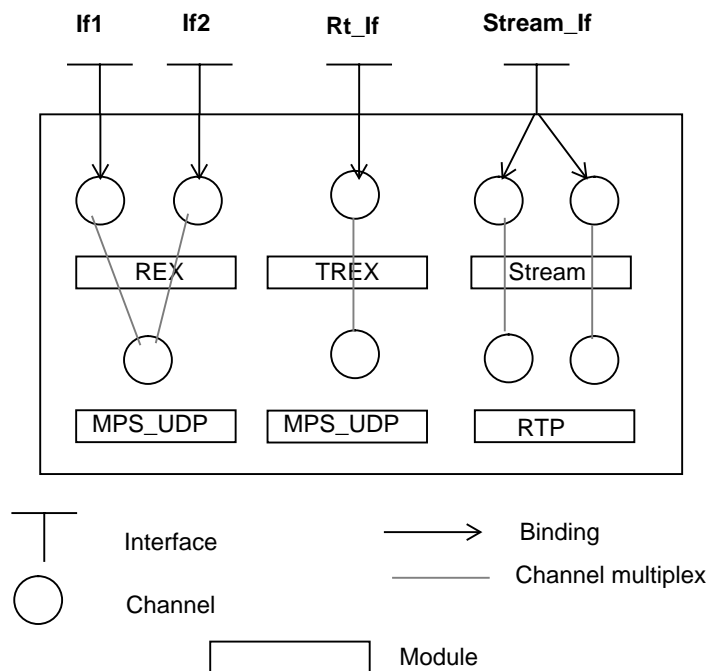 If1 If2 Rt_If Stream_If
REX TREX Stream
MPS_UDP MPS_UDP RTP
Interface
Binding
Channel multiplex
Channel
Module